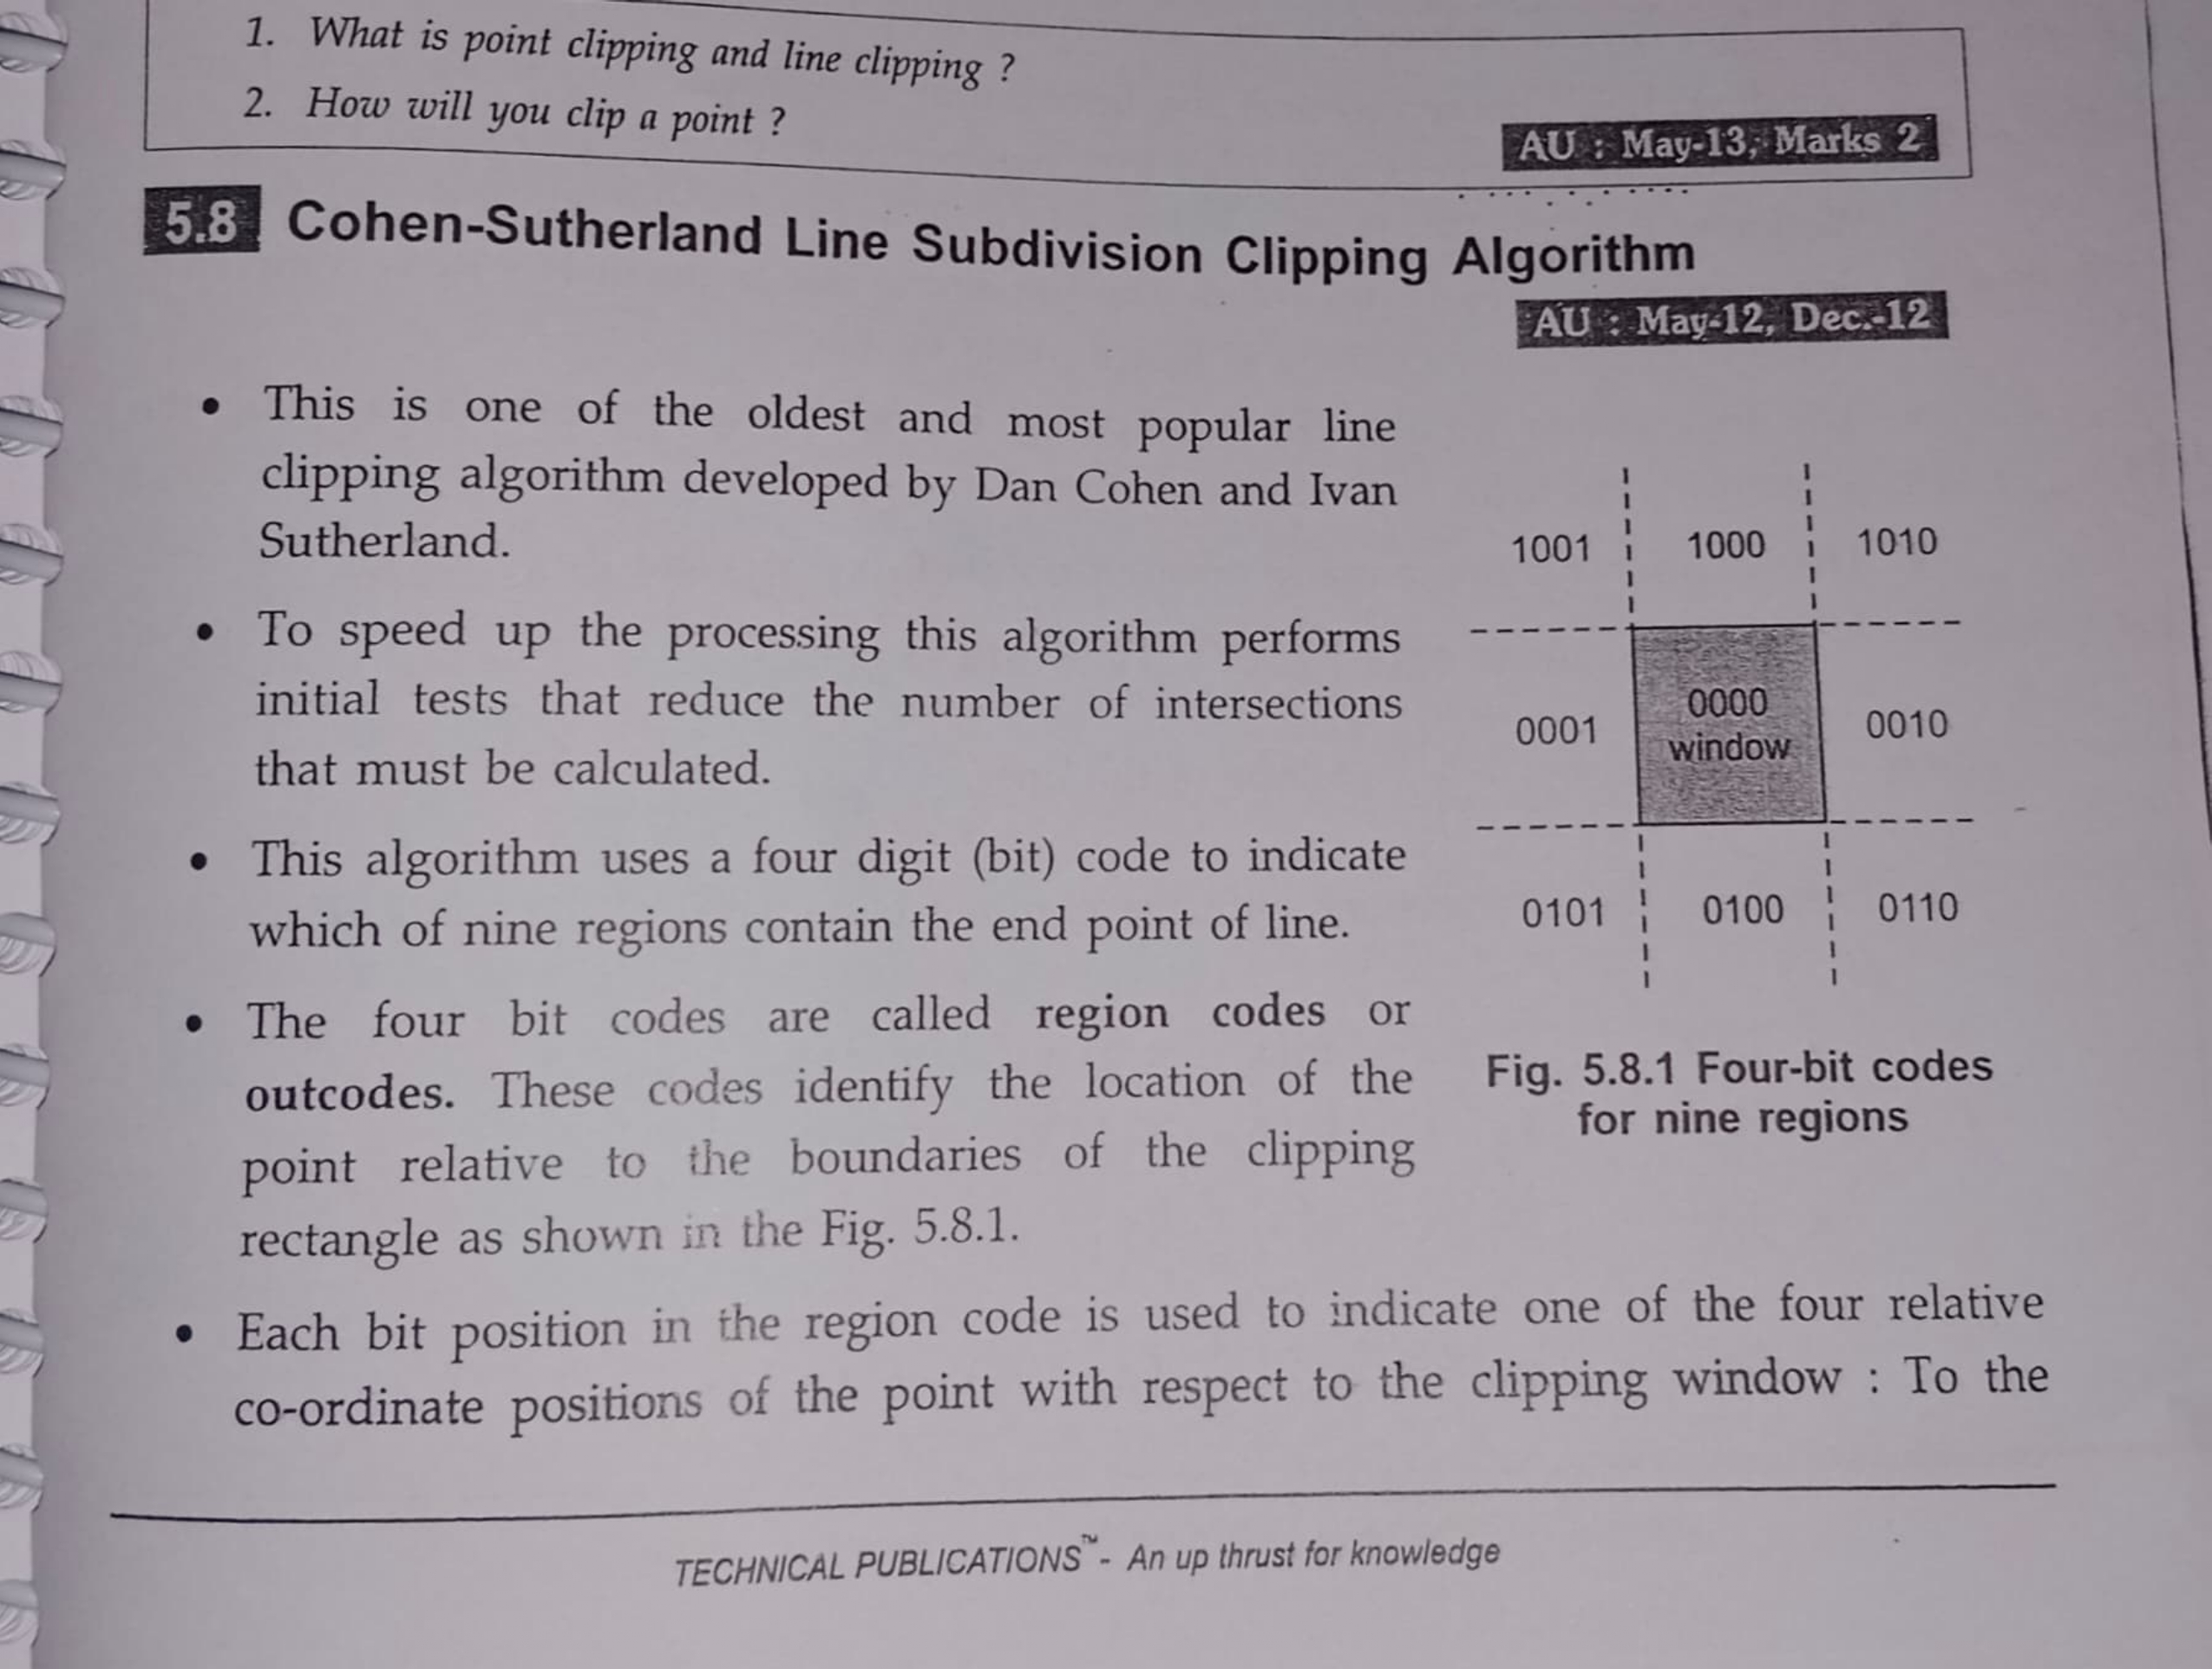 1. What is point clipping and line clipping ?
2. How will you clip a point ?
AU : May-13, Marks 2
5.8 Cohen-Sutherland Line Subdivision Clipping Algorithm
AU : May-12, Dec.-12
• This is one of the oldest and most popular line
clipping algorithm developed by Dan Cohen and Ivan
Sutherland.
• To speed up the processing this algorithm performs
initial tests that reduce the number of intersections
that must be calculated.
• This algorithm uses a four digit (bit) code to indicate
which of nine regions contain the end point of line.
• The four bit codes are called region codes or
outcodes. These codes identify the location of the
point relative to the boundaries of the clipping
rectangle as shown in the Fig. 5.8.1.
1001 1000 1010
0001 0000 0010
window
0101 0100 0110
Fig. 5.8.1 Four-bit codes
for nine regions
• Each bit position in the region code is used to indicate one of the four relative
co-ordinate positions of the point with respect to the clipping window : To the
TECHNICAL PUBLICATIONS™- An up thrust for knowledge